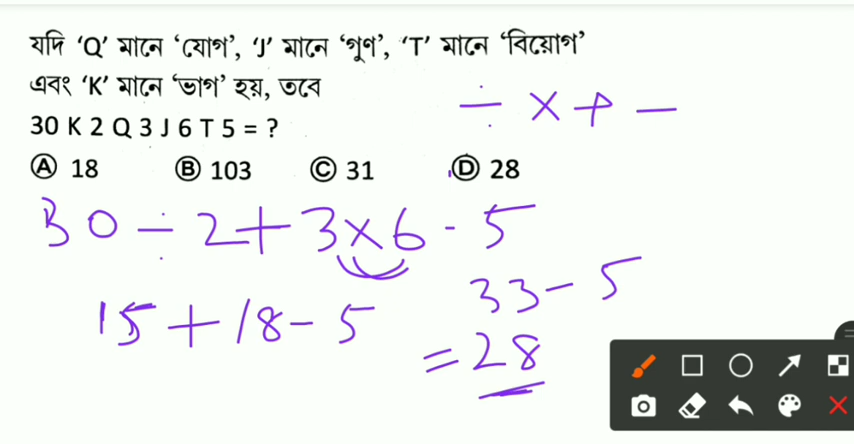 যদি ‘Q’ মানে ‘যোগ’, ‘J’ মানে ‘গুণ’, ‘T’ মানে ‘বিয়োগ’
এবং ‘K’ মানে ‘ভাগ’ হয়, তবে
÷ × + −
30 K 2 Q 3 J 6 T 5 = ?
Ⓐ 18 Ⓑ 103 Ⓒ 31 Ⓓ 28
30 ÷ 2 + 3 × 6 - 5
15 + 18 - 5
33 - 5
= 28